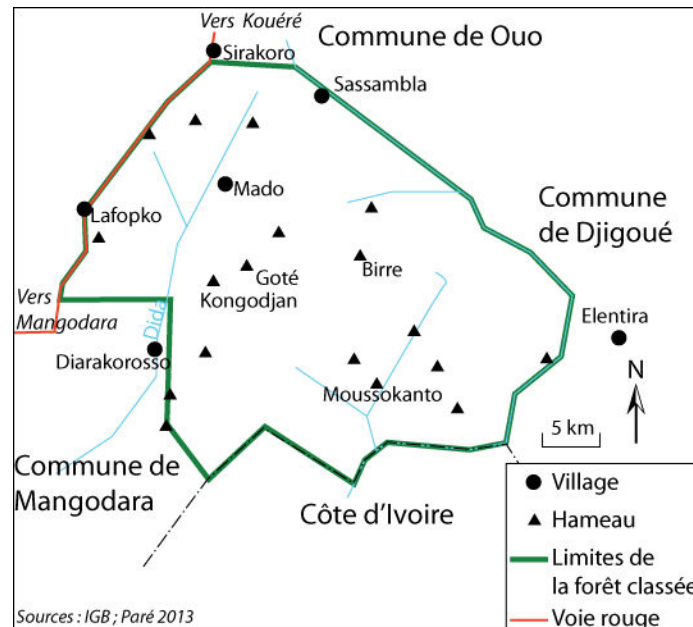 Vers Kouéré
Commune de Ouo
Sirakoro
Sassambla
Mado
Lafopko
Commune
de Djigoué
Birre
Goté
Kongodjan
Vers
Mangodara
Dida
Elentira
Diarakorosso
N
Moussokanto
5 km
Commune de
Mangodara
Côte d'Ivoire
Village
Hameau
Limites de
la forêt classée
Voie rouge
Sources : IGB ; Paré 2013